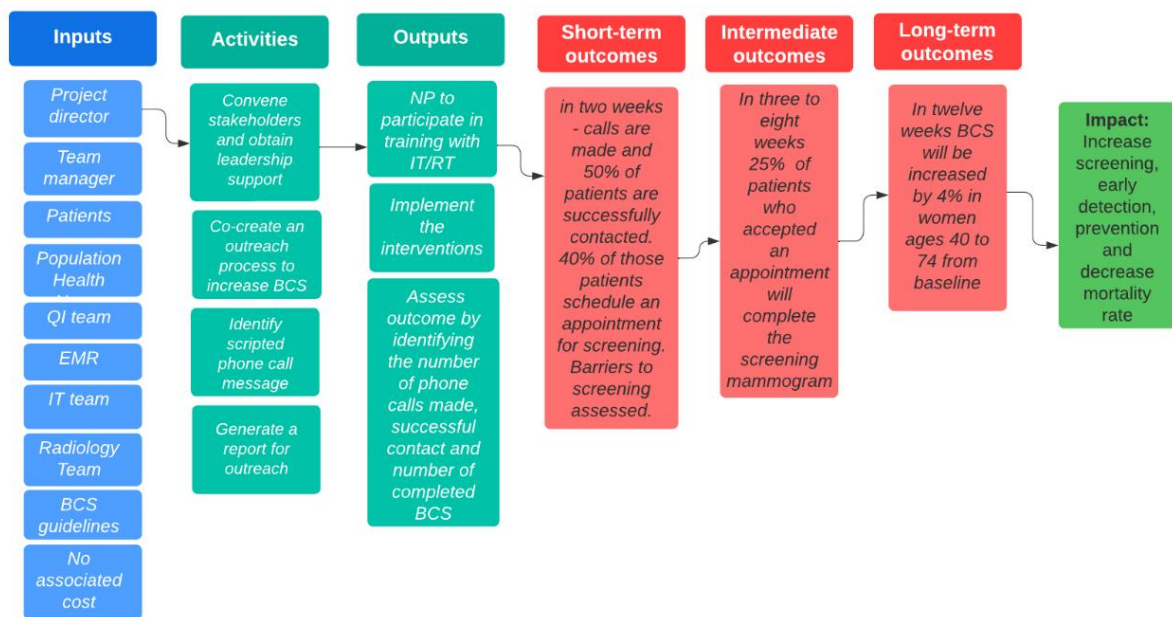 Inputs
Project
director
Team
manager
Patients
Population
Health
QI team
EMR
IT team
Radiology
Team
BCS
guidelines
No
associated
cost
Activities
Convene
stakeholders
and obtain
leadership
support
Co-create an
outreach
process to
increase BCS
Identify
scripted
phone call
message
Generate a
report for
outreach
Outputs
NP to
participate in
training with
IT/RT
Implement
the
interventions
Assess
outcome by
identifying
the number
of phone
calls made,
successful
contact and
number of
completed
BCS
Short-term
outcomes
in two weeks
- calls are
made and
50% of
patients are
successfully
contacted.
40% of those
patients
schedule an
appointment
for screening.
Barriers to
screening
assessed.
Intermediate
outcomes
In three to
eight
weeks
25% of
patients
who
accepted
an
appointment
will
complete
the
screening
mammogram
Long-term
outcomes
In twelve
weeks BCS
will be
increased
by 4% in
women
ages 40 to
74 from
baseline
Impact:
Increase
screening,
early
detection,
prevention
and
decrease
mortality
rate